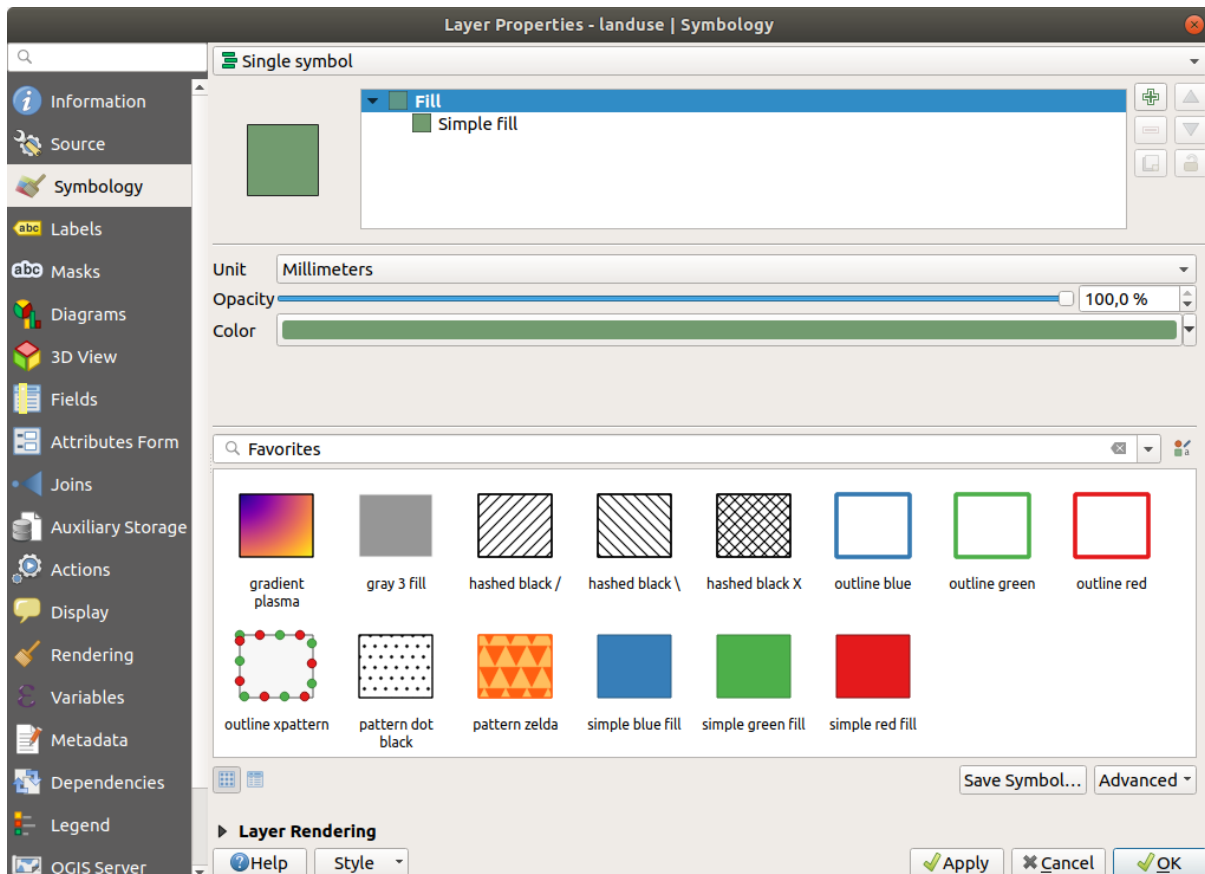 Layer Properties - landuse | Symbology
Single symbol
Information
Source
Symbology
abc Labels
abc Masks
Diagrams
3D View
Fields
Attributes Form
Joins
Auxiliary Storage
Actions
Display
Rendering
Variables
Metadata
Dependencies
Legend
QGIS Server
Fill
Simple fill
Unit Millimeters
Opacity 100,0 %
Color
Favorites
gradient plasma
gray 3 fill
hashed black /
hashed black \
hashed black X
outline blue
outline green
outline red
outline xpattern
pattern dot black
pattern zelda
simple blue fill
simple green fill
simple red fill
Save Symbol...
Advanced
Layer Rendering
Help
Style
Apply
Cancel
OK